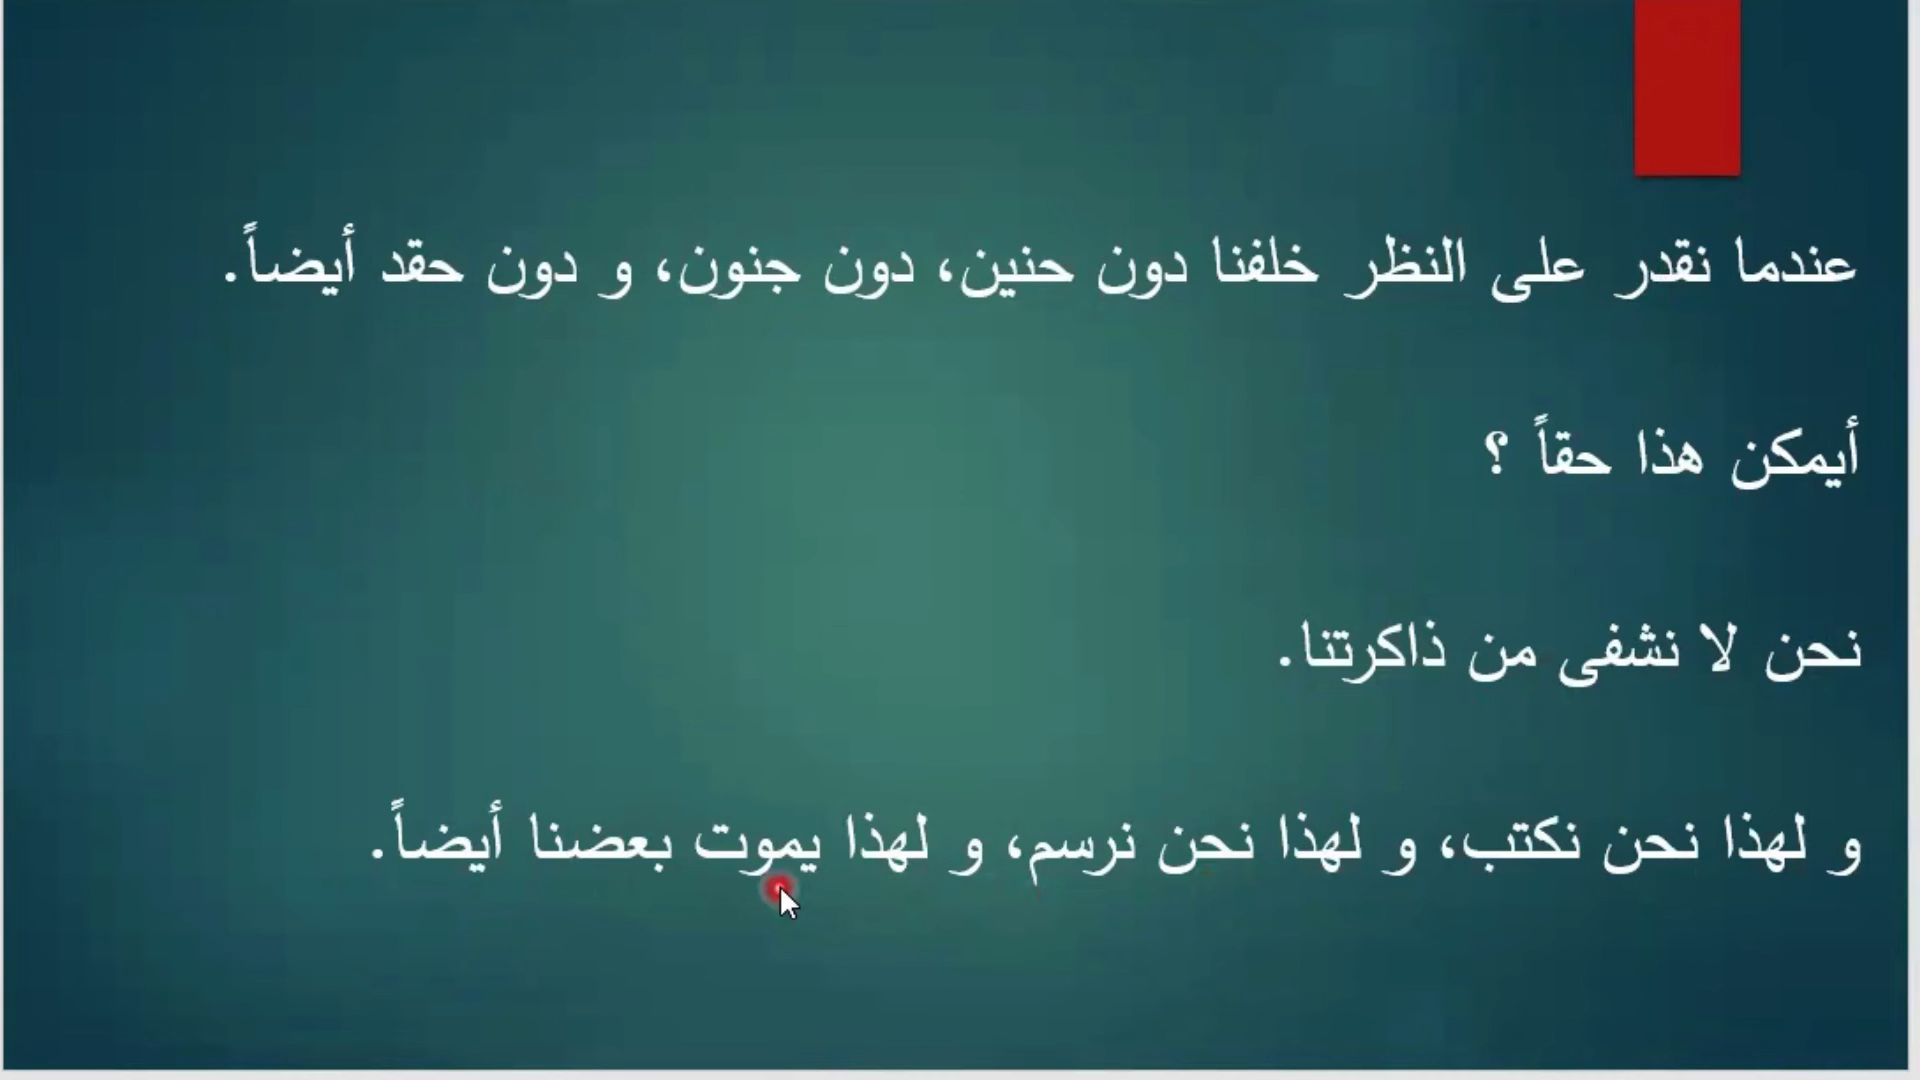 عندما نقدر على النظر خلفنا دون حنين، دون جنون، و دون حقد أيضاً.
أيمكن هذا حقاً ؟
نحن لا نشفى من ذاكرتنا.
و لهذا نحن نكتب، و لهذا نحن نرسم، و لهذا يموت بعضنا أيضاً.